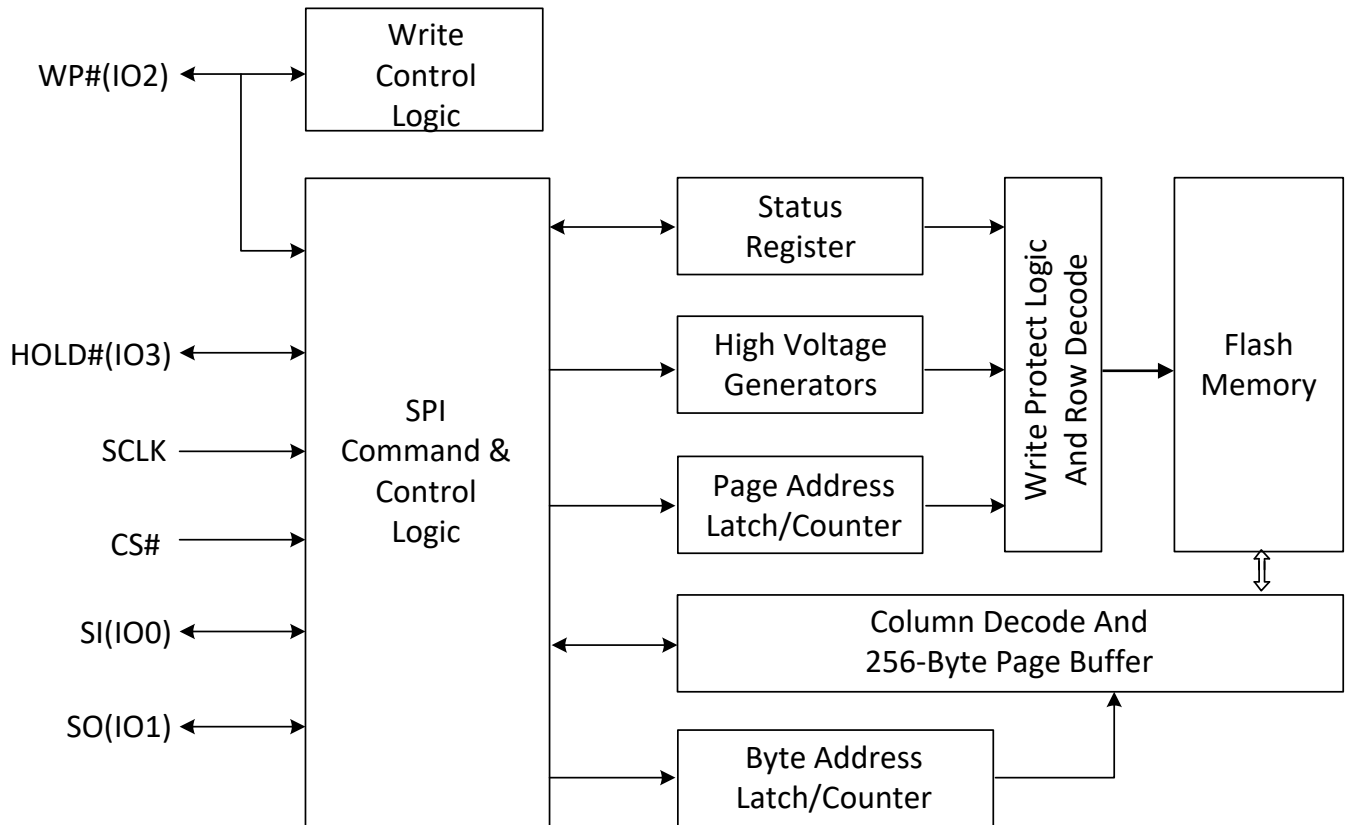 Write
Control
Logic
WP#(IO2)
Status
Register
Write Protect Logic
And Row Decode
Flash
Memory
HOLD#(IO3)
High Voltage
Generators
SPI
Command &
Control
Logic
SCLK
Page Address
Latch/Counter
CS#
SI(IO0)
Column Decode And
256-Byte Page Buffer
SO(IO1)
Byte Address
Latch/Counter